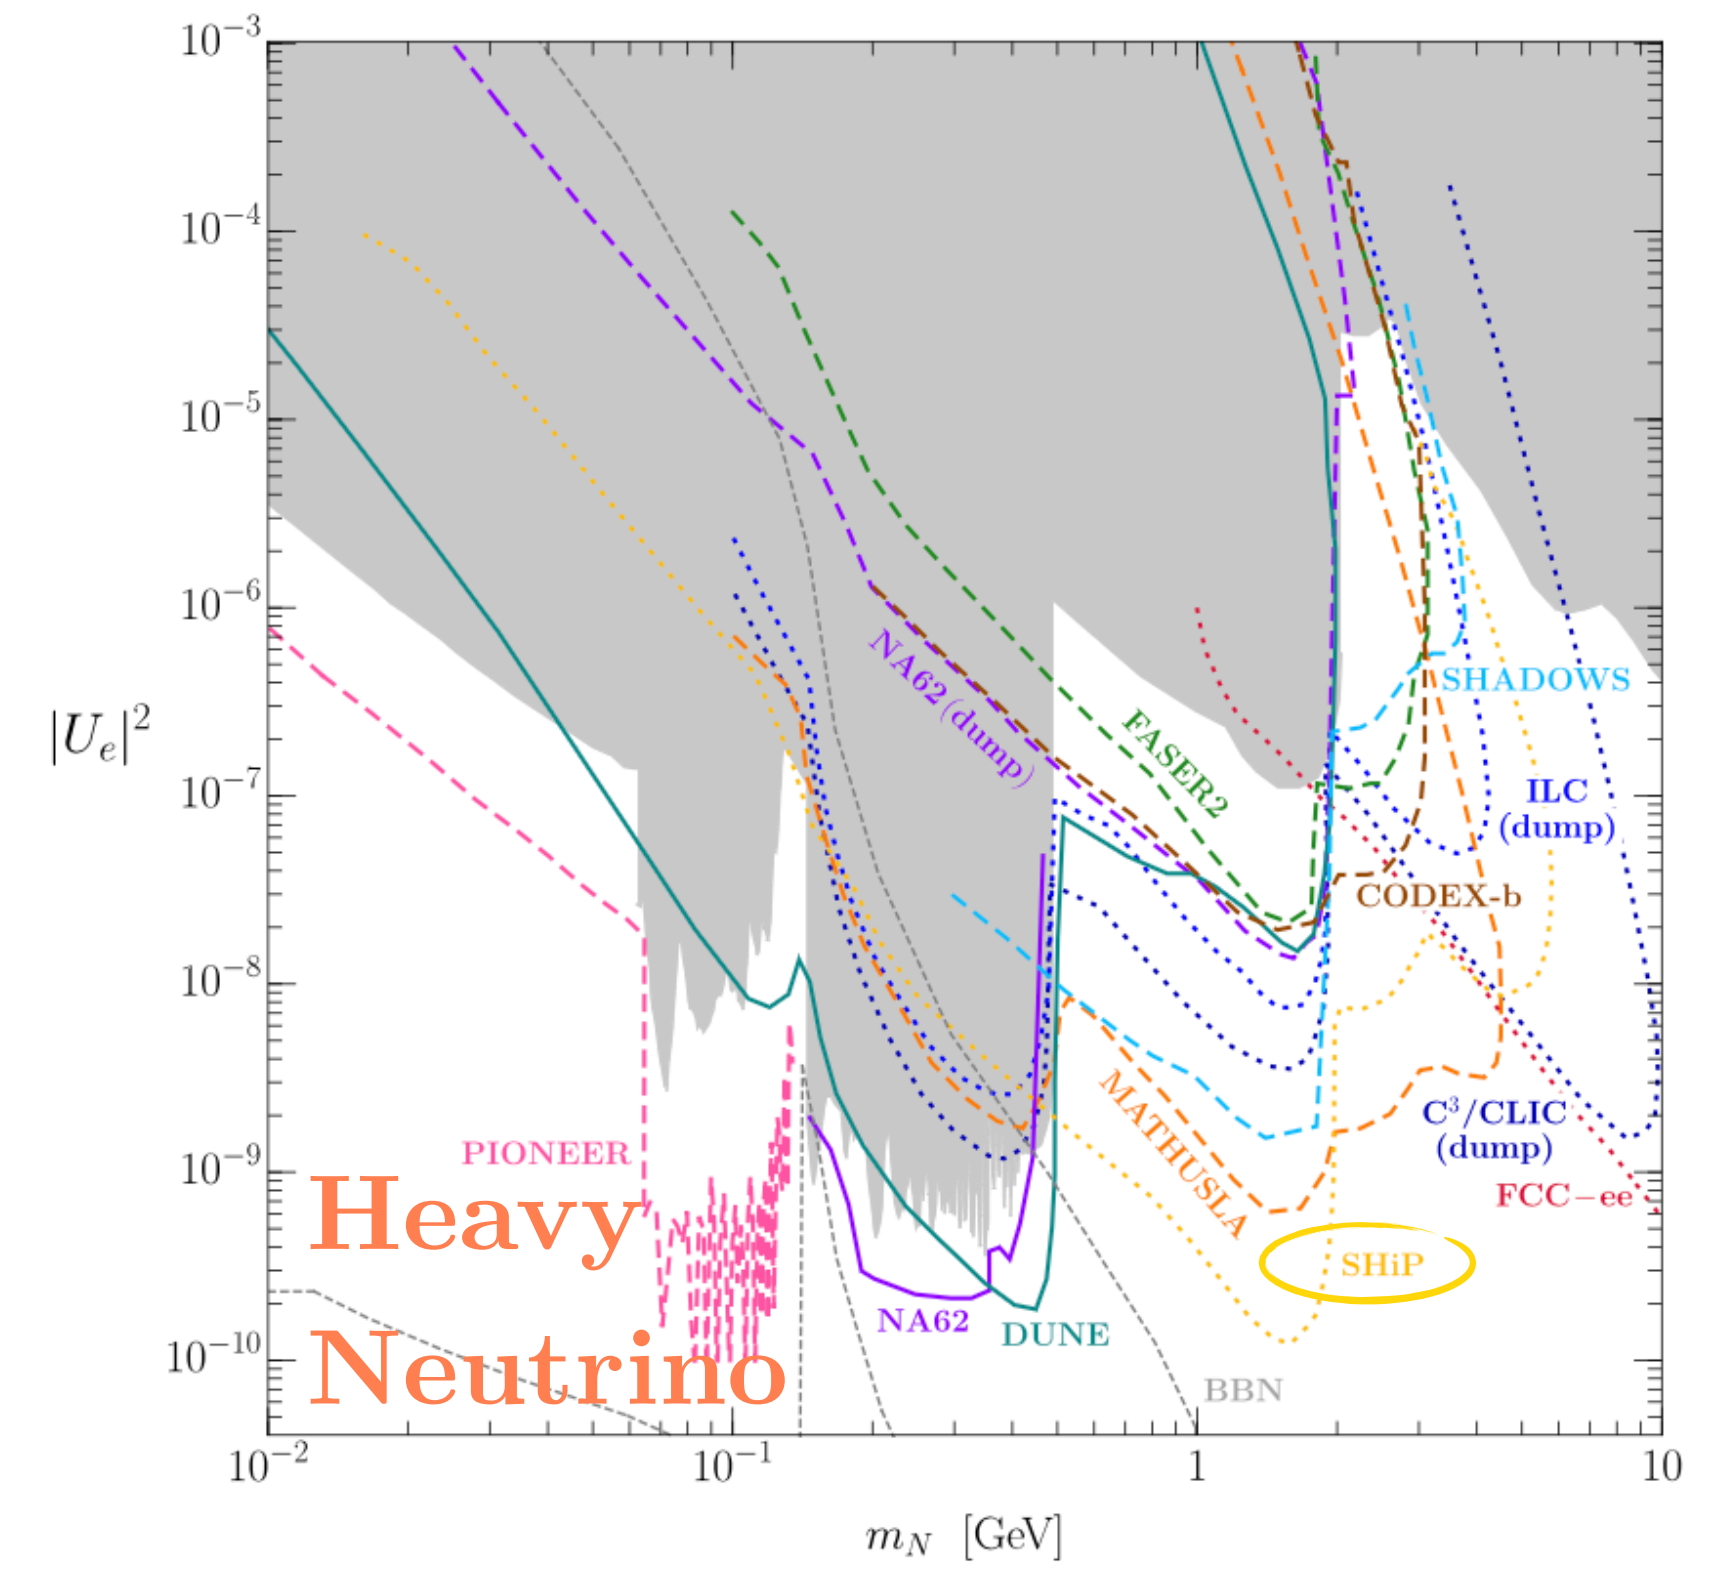 10⁻³
10⁻⁴
10⁻⁵
10⁻⁶
10⁻⁷
10⁻⁸
10⁻⁹
10⁻¹⁰
|Uₑ|²
NA62 (dump)
FASER2
SHADOWS
ILC
(dump)
CODEX-b
MATHUSLA
C³/CLIC
(dump)
FCC−ee
SHiP
PIONEER
Heavy
Neutrino
NA62
DUNE
BBN
10⁻² 10⁻¹ 1 10
m_N [GeV]